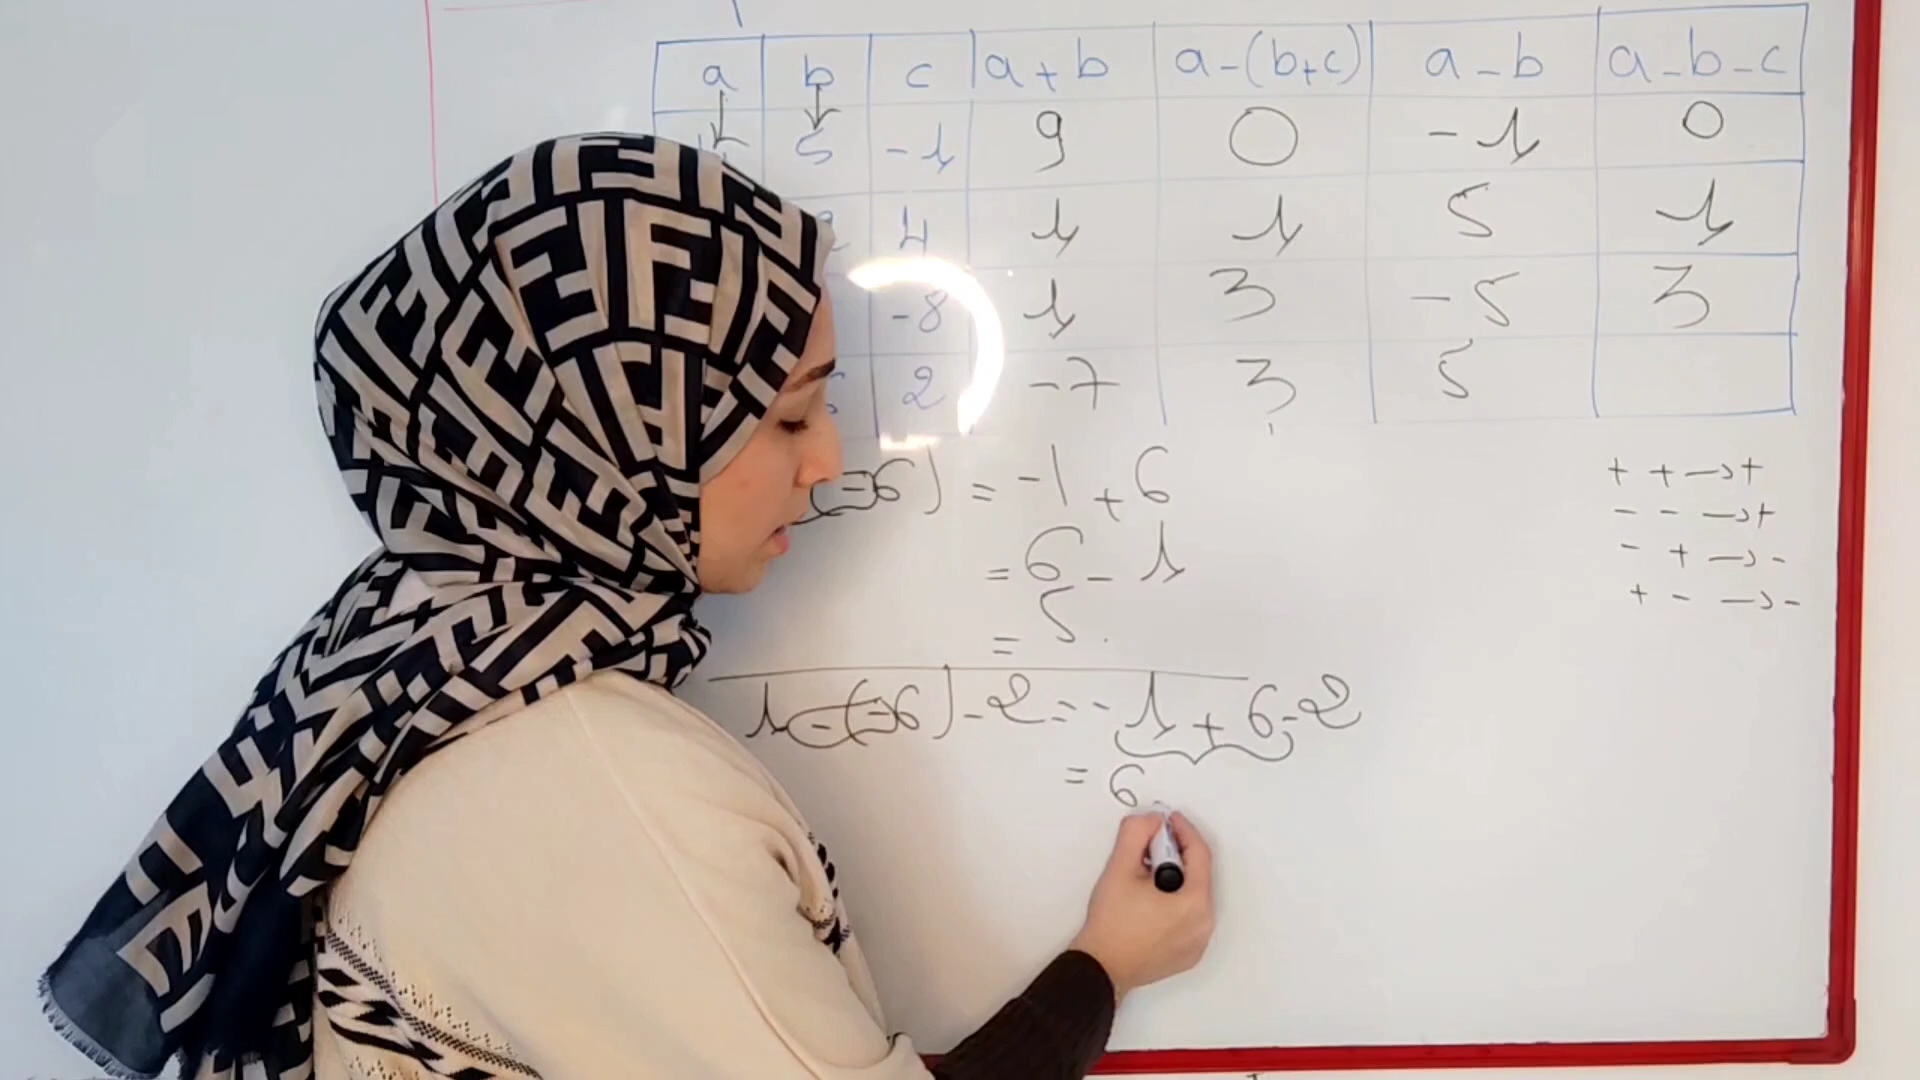 a b c a+b a-(b+c) a-b a-b-c
5 -1 9 0 -1 0
4 1 1 5 1
-8 1 3 -5 3
2 -7 3 5
(-6) = -1 + 6
= 6 - 1
= 5
1-(-6)-2 = -1 + 6-2
= 6
+ + → +
- - → +
- + → -
+ - → -